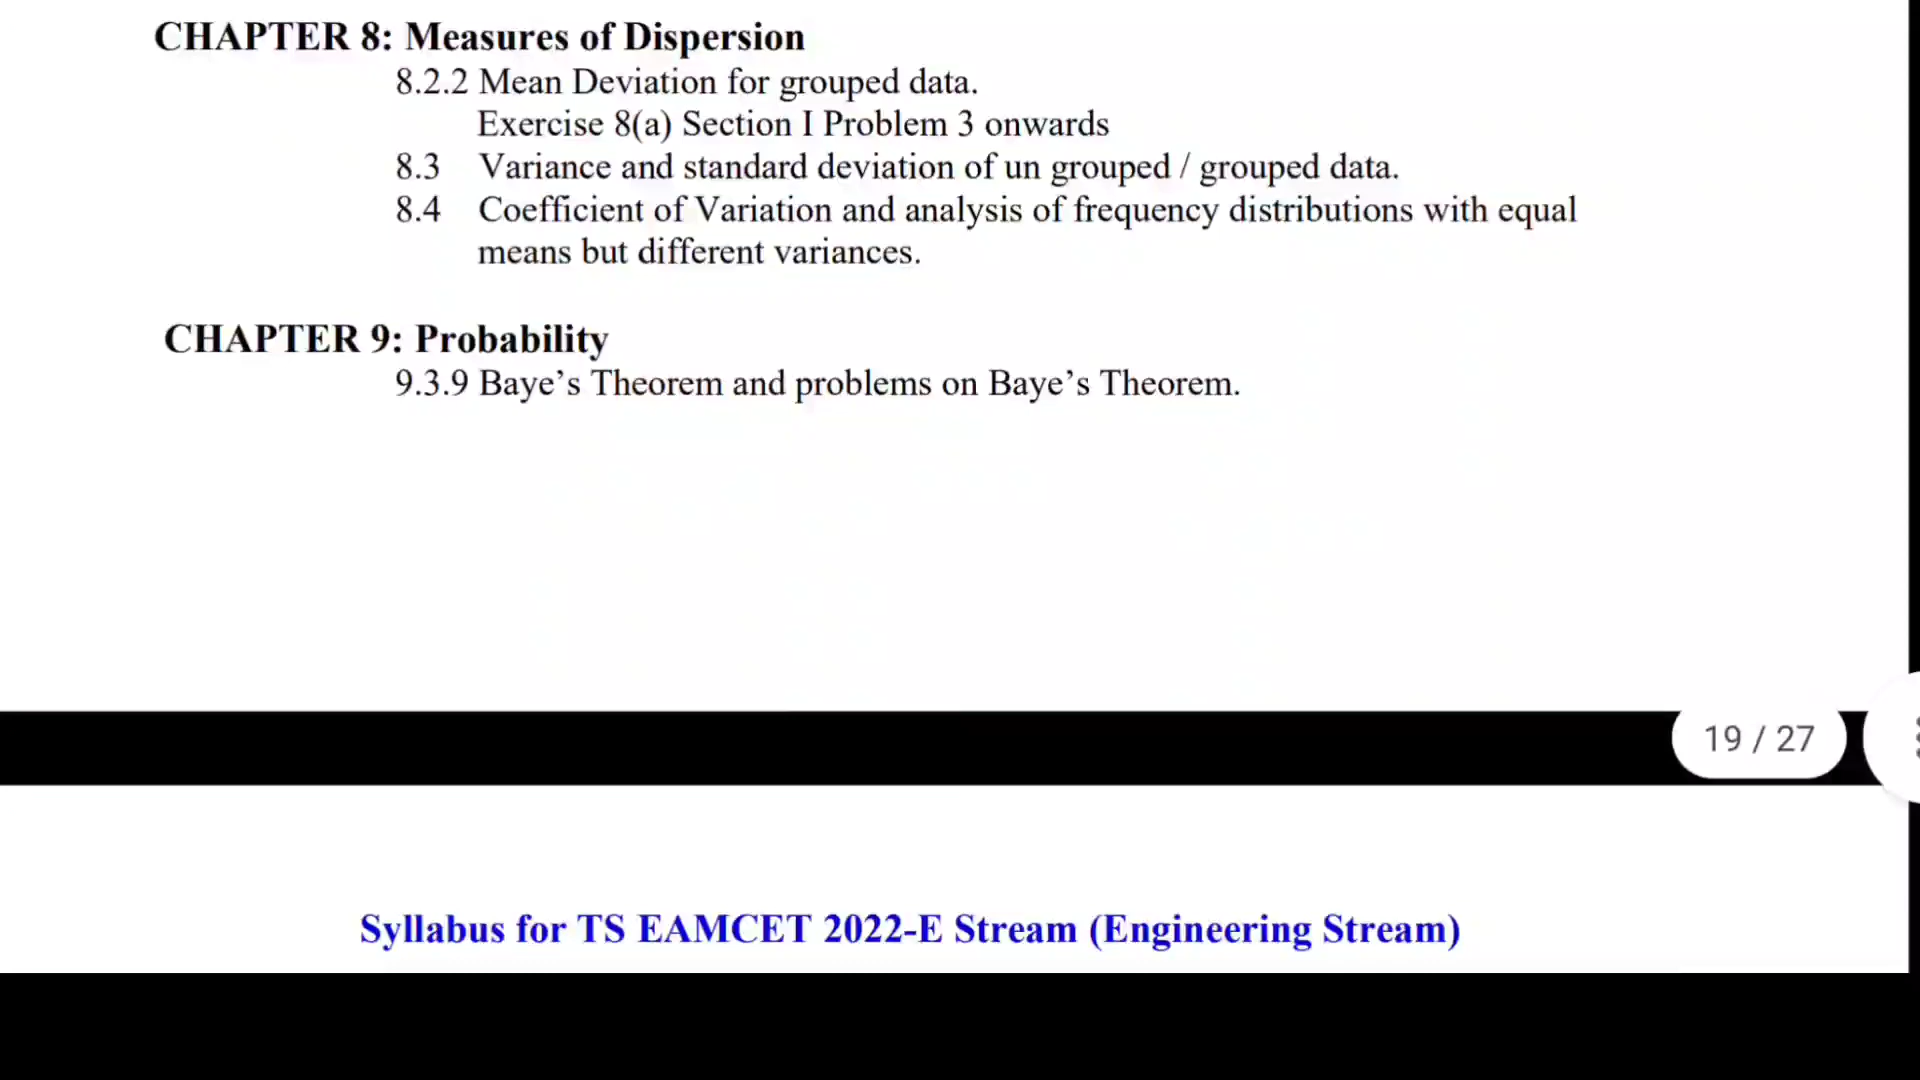 CHAPTER 8: Measures of Dispersion
8.2.2 Mean Deviation for grouped data.
Exercise 8(a) Section I Problem 3 onwards
8.3 Variance and standard deviation of un grouped / grouped data.
8.4 Coefficient of Variation and analysis of frequency distributions with equal
means but different variances.
CHAPTER 9: Probability
9.3.9 Baye’s Theorem and problems on Baye’s Theorem.
19 / 27
Syllabus for TS EAMCET 2022-E Stream (Engineering Stream)